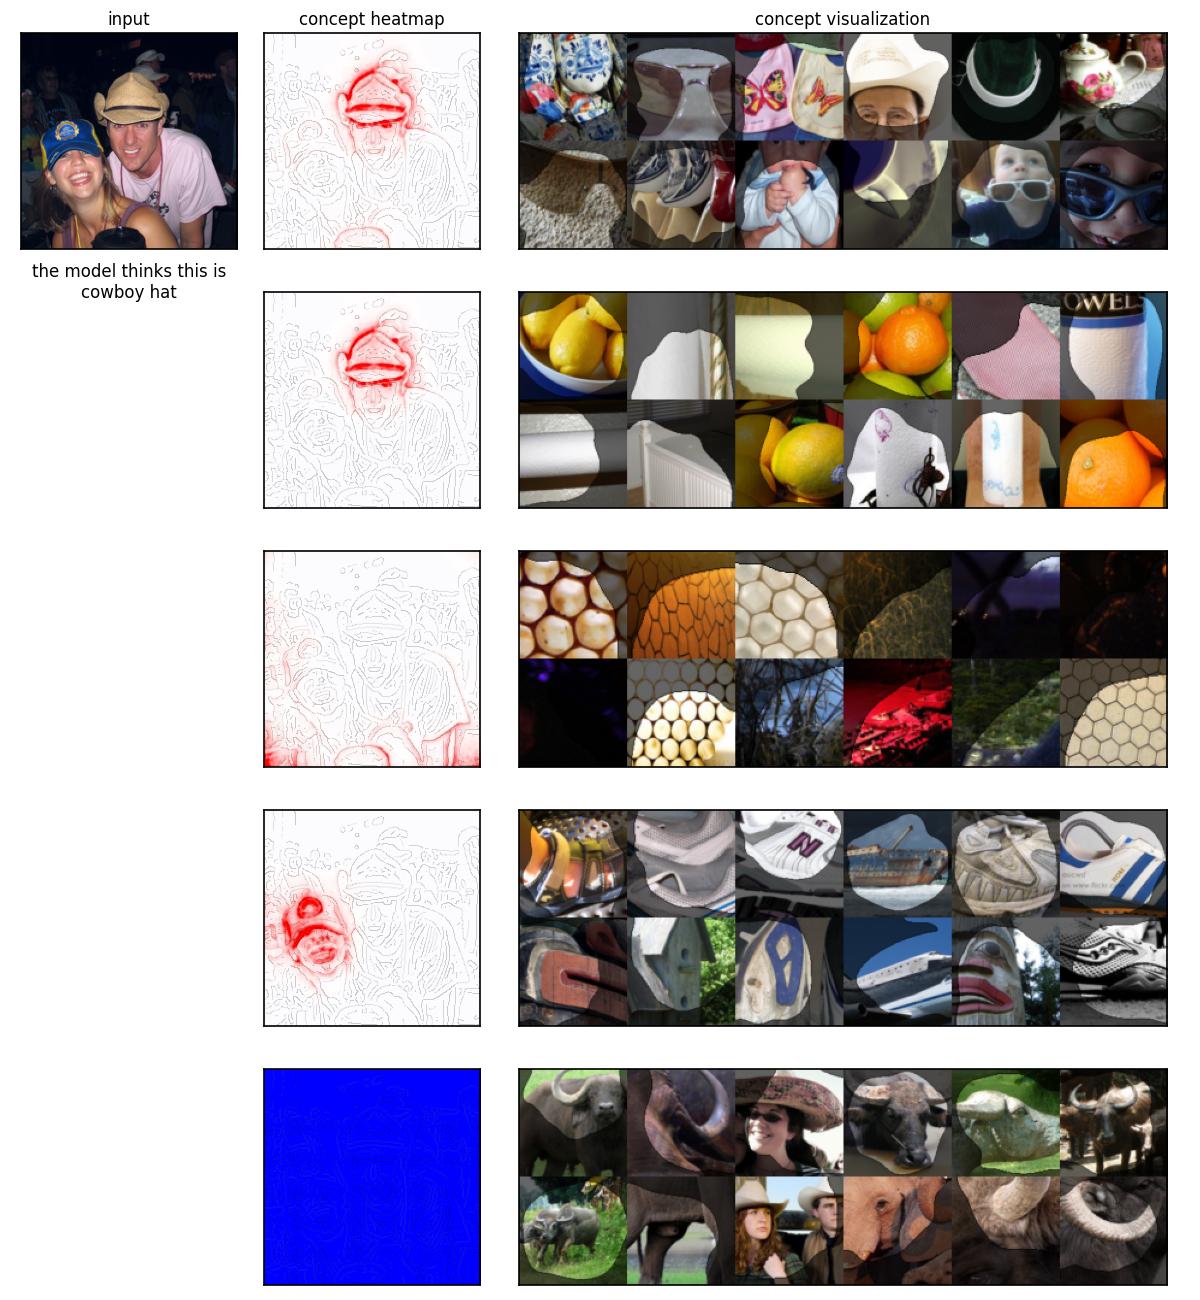 input
concept heatmap
concept visualization
the model thinks this is
cowboy hat
OWELS
N